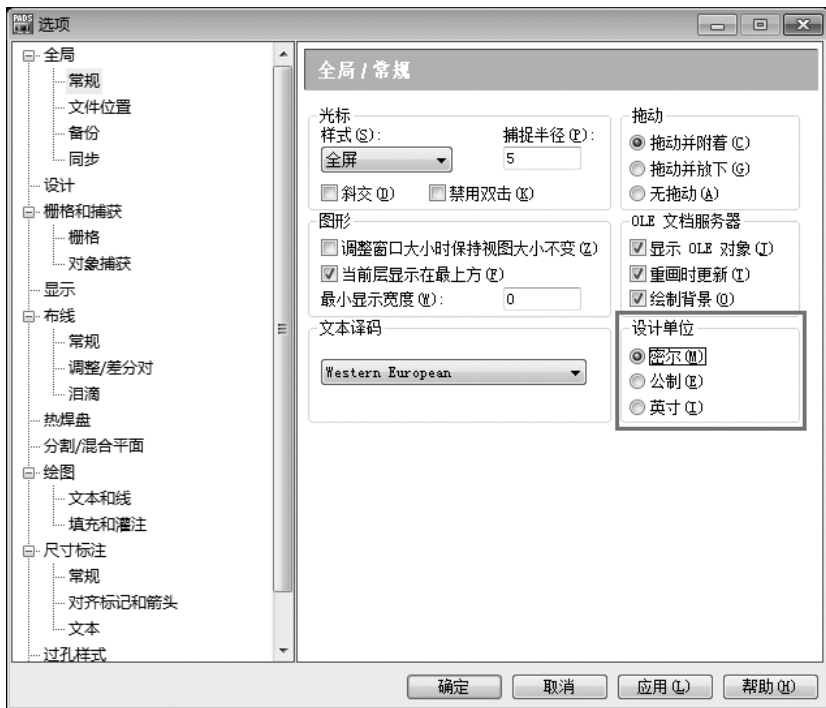 PADS 选项
全局
常规
文件位置
备份
同步
设计
栅格和捕获
栅格
对象捕获
显示
布线
常规
调整/差分对
泪滴
热焊盘
分割/混合平面
绘图
文本和线
填充和灌注
尺寸标注
常规
对齐标记和箭头
文本
过孔样式
全局 / 常规
光标
样式(S): 捕捉半径(P):
全屏 5
斜交(D) 禁用双击(K)
图形
调整窗口大小时保持视图大小不变(Z)
当前层显示在最上方(F)
最小显示宽度(W): 0
文本译码
Western European
拖动
拖动并附着(C)
拖动并放下(G)
无拖动(A)
OLE 文档服务器
显示 OLE 对象(J)
重画时更新(T)
绘制背景(O)
设计单位
密尔(M)
公制(E)
英寸(I)
确定 取消 应用(L) 帮助(H)